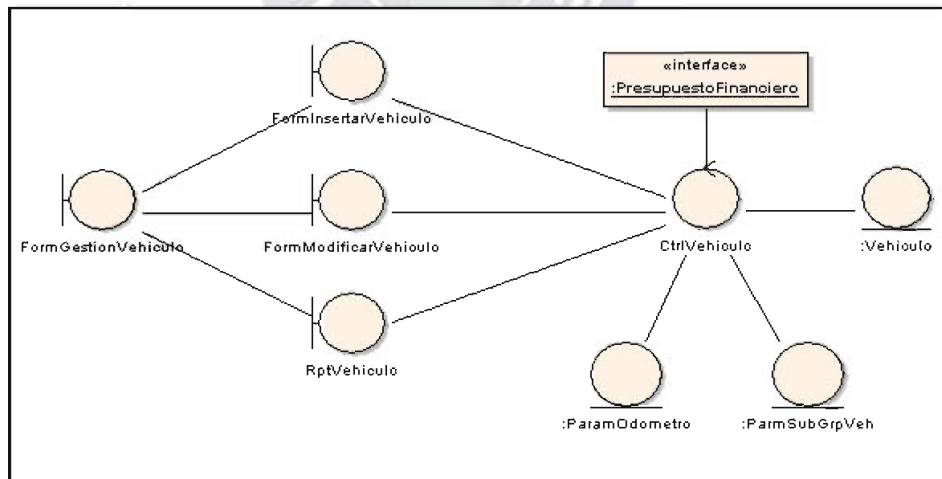 «interface»
:PresupuestoFinanciero
FormInsertarVehiculo
FormGestionVehiculo
FormModificarVehiculo
CtrlVehiculo
:Vehiculo
RptVehiculo
:ParamOdometro
:ParmSubGrpVeh